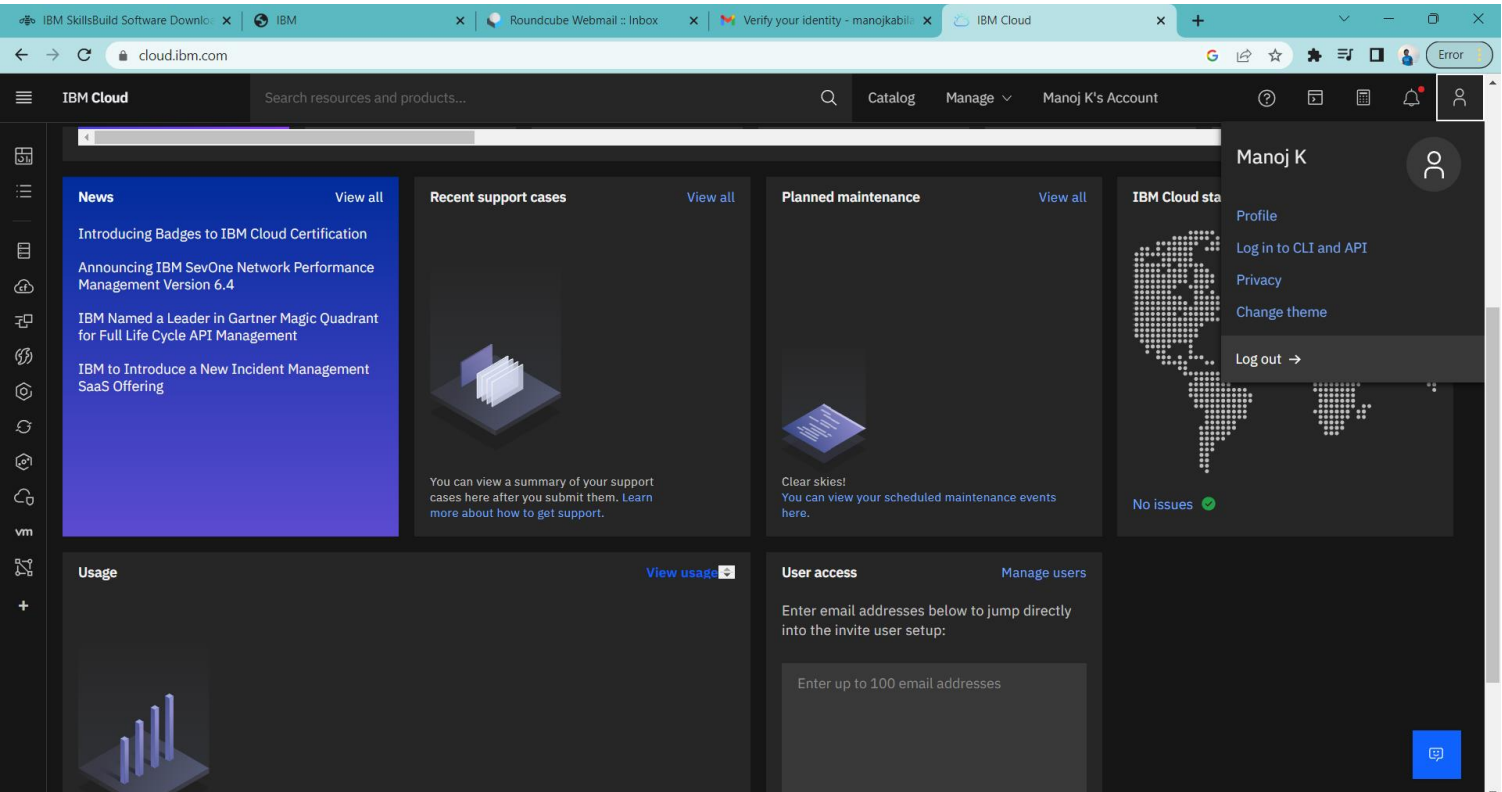 IBM SkillsBuild Software Downlo
IBM
Roundcube Webmail :: Inbox
Verify your identity - manojkabila
IBM Cloud
cloud.ibm.com
Error
IBM Cloud
Search resources and products...
Catalog
Manage
Manoj K's Account
Manoj K
Profile
Log in to CLI and API
Privacy
Change theme
Log out →
News
View all
Introducing Badges to IBM Cloud Certification
Announcing IBM SevOne Network Performance
Management Version 6.4
IBM Named a Leader in Gartner Magic Quadrant
for Full Life Cycle API Management
IBM to Introduce a New Incident Management
SaaS Offering
Recent support cases
View all
You can view a summary of your support
cases here after you submit them. Learn
more about how to get support.
Planned maintenance
View all
Clear skies!
You can view your scheduled maintenance events
here.
IBM Cloud sta
No issues
vm
Usage
View usage
User access
Manage users
Enter email addresses below to jump directly
into the invite user setup:
Enter up to 100 email addresses